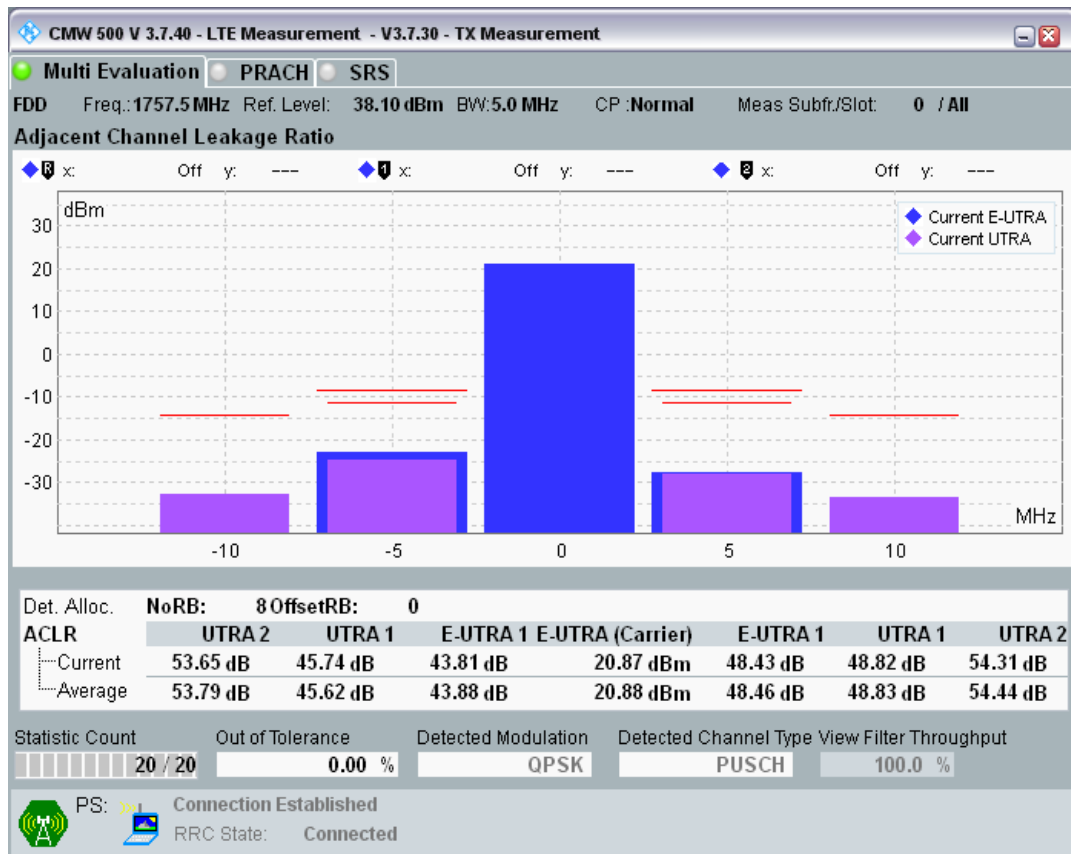 CMW 500 V 3.7.40 - LTE Measurement - V3.7.30 - TX Measurement
Multi Evaluation PRACH SRS
FDD Freq.:1757.5 MHz Ref. Level: 38.10 dBm BW:5.0 MHz CP :Normal Meas Subfr./Slot: 0 / All
Adjacent Channel Leakage Ratio
R x: Off y: --- 1 x: Off y: --- 2 x: Off y: ---
dBm
Current E-UTRA
Current UTRA
30
20
10
0
-10
-20
-30
MHz
-10 -5 0 5 10
Det. Alloc. NoRB: 8 OffsetRB: 0
ACLR UTRA 2 UTRA 1 E-UTRA 1 E-UTRA (Carrier) E-UTRA 1 UTRA 1 UTRA 2
Current 53.65 dB 45.74 dB 43.81 dB 20.87 dBm 48.43 dB 48.82 dB 54.31 dB
Average 53.79 dB 45.62 dB 43.88 dB 20.88 dBm 48.46 dB 48.83 dB 54.44 dB
Statistic Count Out of Tolerance Detected Modulation Detected Channel Type View Filter Throughput
20 / 20 0.00 % QPSK PUSCH 100.0 %
PS: Connection Established
RRC State: Connected